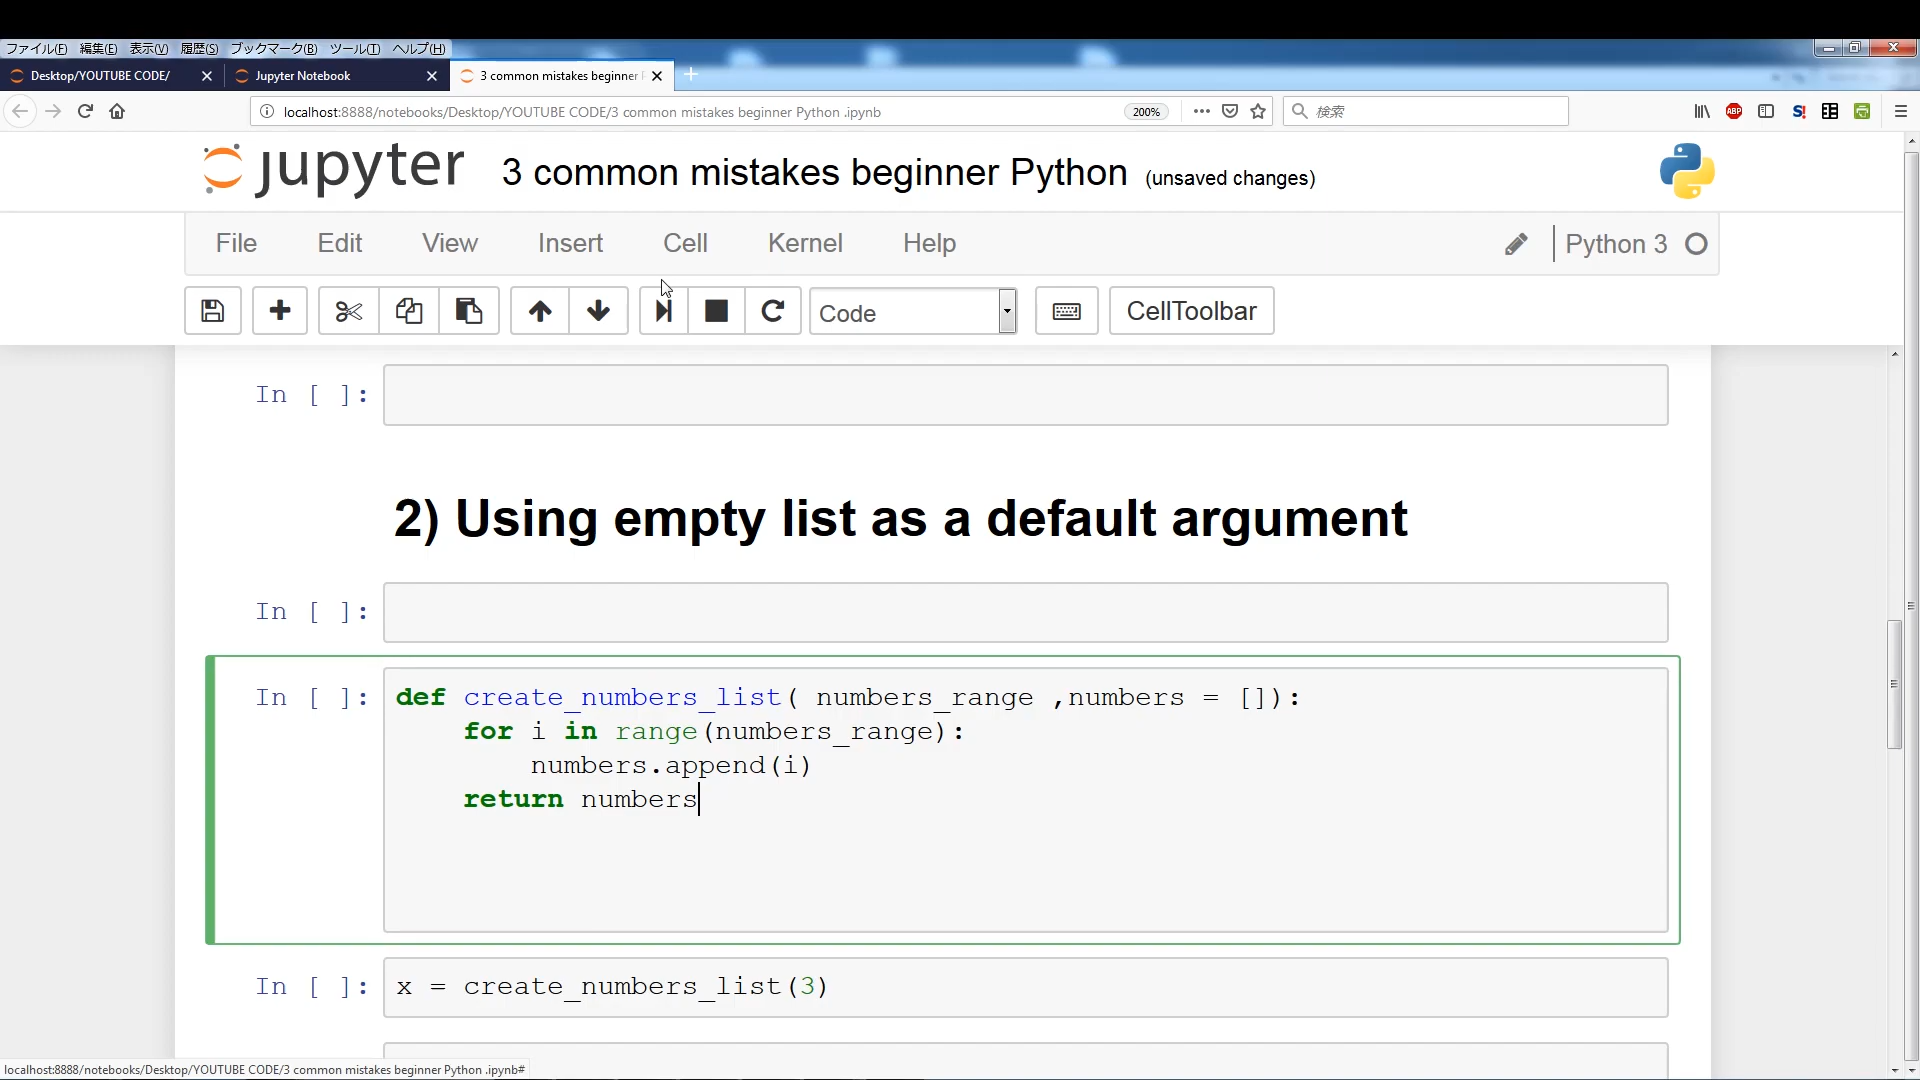 ファイル(F) 編集(E) 表示(V) 履歴(S) ブックマーク(B) ツール(T) ヘルプ(H)
Desktop/YOUTUBE CODE/ Jupyter Notebook 3 common mistakes beginner
localhost:8888/notebooks/Desktop/YOUTUBE CODE/3 common mistakes beginner Python .ipynb 200% 検索 ABP S!
jupyter 3 common mistakes beginner Python (unsaved changes)
File Edit View Insert Cell Kernel Help Python 3
Code CellToolbar
In [ ]:
2) Using empty list as a default argument
In [ ]:
In [ ]: def create_numbers_list( numbers_range ,numbers = []):
for i in range(numbers_range):
numbers.append(i)
return numbers
In [ ]: x = create_numbers_list(3)
localhost:8888/notebooks/Desktop/YOUTUBE CODE/3 common mistakes beginner Python .ipynb#